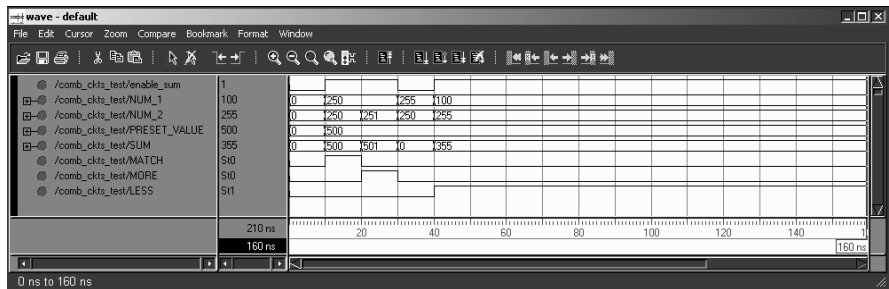 wave - default
File Edit Cursor Zoom Compare Bookmark Format Window
/comb_ckts_test/enable_sum 1
/comb_ckts_test/NUM_1 100 0 250 255 100
/comb_ckts_test/NUM_2 255 0 250 251 250 255
/comb_ckts_test/PRESET_VALUE 500 0 500
/comb_ckts_test/SUM 355 0 500 501 0 355
/comb_ckts_test/MATCH St0
/comb_ckts_test/MORE St0
/comb_ckts_test/LESS St1
210 ns 20 40 60 80 100 120 140 1
160 ns 160 ns
0 ns to 160 ns